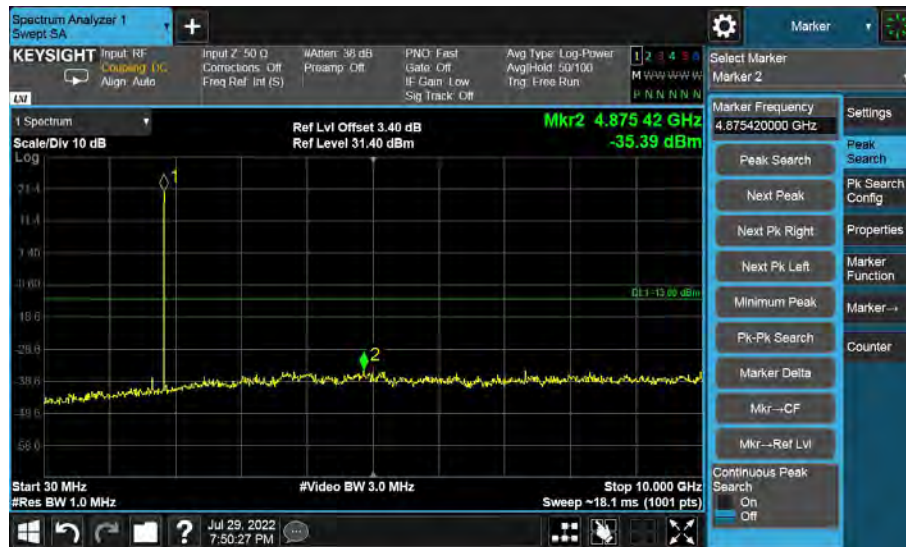 Spectrum Analyzer 1
Swept SA
+
Marker
KEYSIGHT
Input: RF
Coupling: DC
Align: Auto
Input Z: 50 Ω
Corrections: Off
Freq Ref: Int (S)
#Atten: 38 dB
Preamp: Off
PNO: Fast
Gate: Off
IF Gain: Low
Sig Track: Off
Avg Type: Log-Power
Avg|Hold: 50/100
Trig: Free Run
1 2 3 4 5 6
M W W W W W
P N N N N N
LXI
Select Marker
Marker 2
1 Spectrum
Scale/Div 10 dB
Log
Ref Lvl Offset 3.40 dB
Ref Level 31.40 dBm
Mkr2 4.875 42 GHz
-35.39 dBm
21.4
11.4
1.40
-8.60
-18.6
-28.6
-38.6
-48.6
-58.6
1
2
DL1 -13.00 dBm
Start 30 MHz
#Res BW 1.0 MHz
#Video BW 3.0 MHz
Stop 10.000 GHz
Sweep ~18.1 ms (1001 pts)
Marker Frequency
4.875420000 GHz
Peak Search
Next Peak
Next Pk Right
Next Pk Left
Minimum Peak
Pk-Pk Search
Marker Delta
Mkr→CF
Mkr→Ref Lvl
Continuous Peak
Search
On
Off
Settings
Peak
Search
Pk Search
Config
Properties
Marker
Function
Marker→
Counter
?
Jul 29, 2022
7:50:27 PM